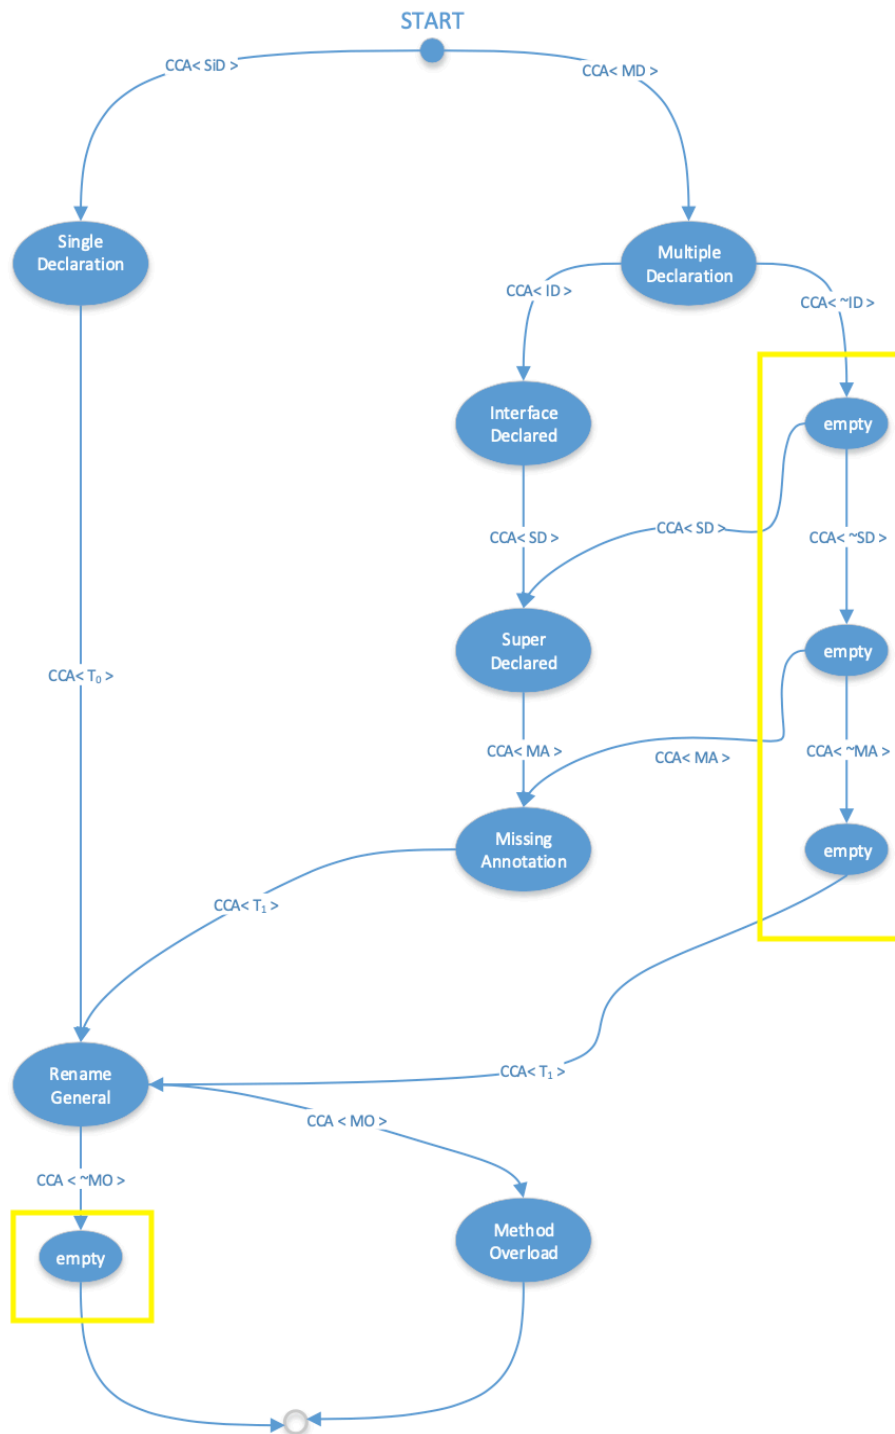 START
CCA< SiD >
CCA< MD >
Single
Declaration
Multiple
Declaration
CCA< ID >
CCA< ~ID >
Interface
Declared
empty
CCA< SD >
CCA< SD >
CCA< ~SD >
Super
Declared
empty
CCA< T₀ >
CCA< MA >
CCA< MA >
CCA< ~MA >
Missing
Annotation
empty
CCA< T₁ >
Rename
General
CCA< T₁ >
CCA < MO >
CCA < ~MO >
Method
Overload
empty